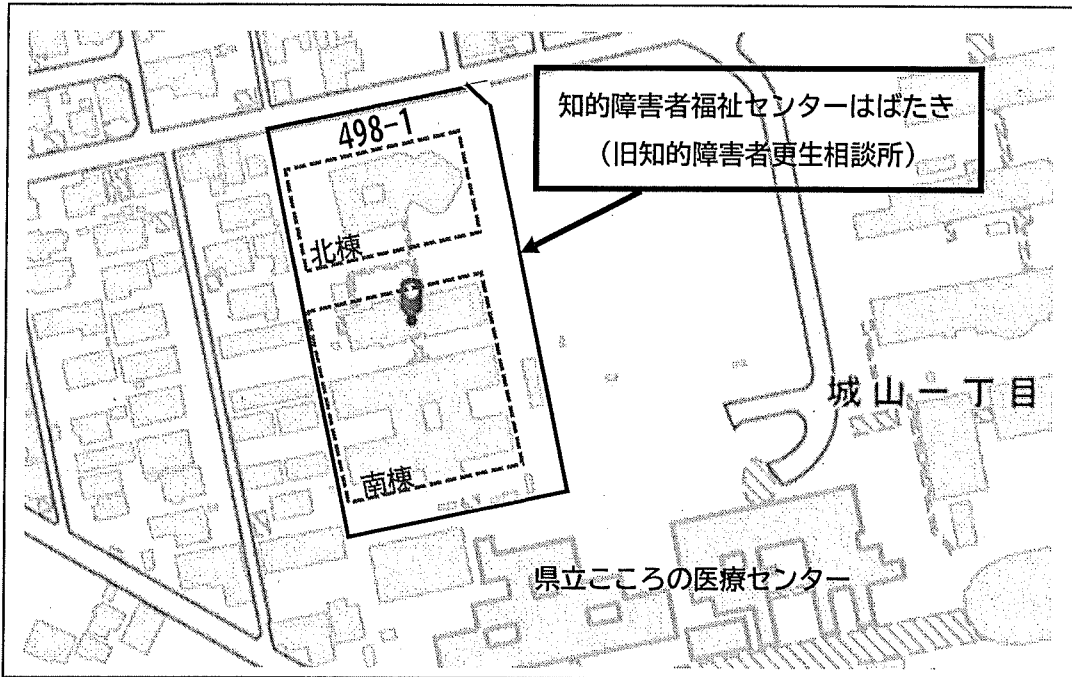 知的障害者福祉センターはばたき
（旧知的障害者更生相談所）
498-1
北棟
城山一丁目
南棟
県立こころの医療センター